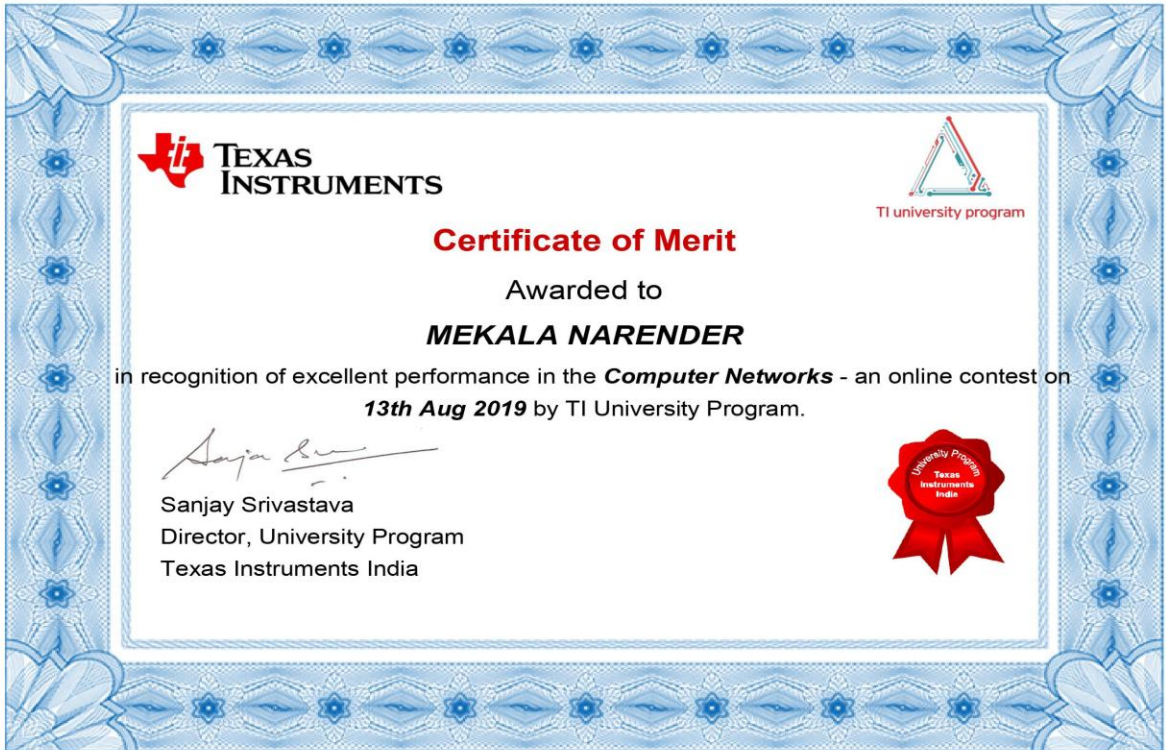 TEXAS
INSTRUMENTS
TI university program
Certificate of Merit
Awarded to
MEKALA NARENDER
in recognition of excellent performance in the Computer Networks - an online contest on
13th Aug 2019 by TI University Program.
Sanjay Srivastava
Director, University Program
Texas Instruments India
University Program
Texas
Instruments
India